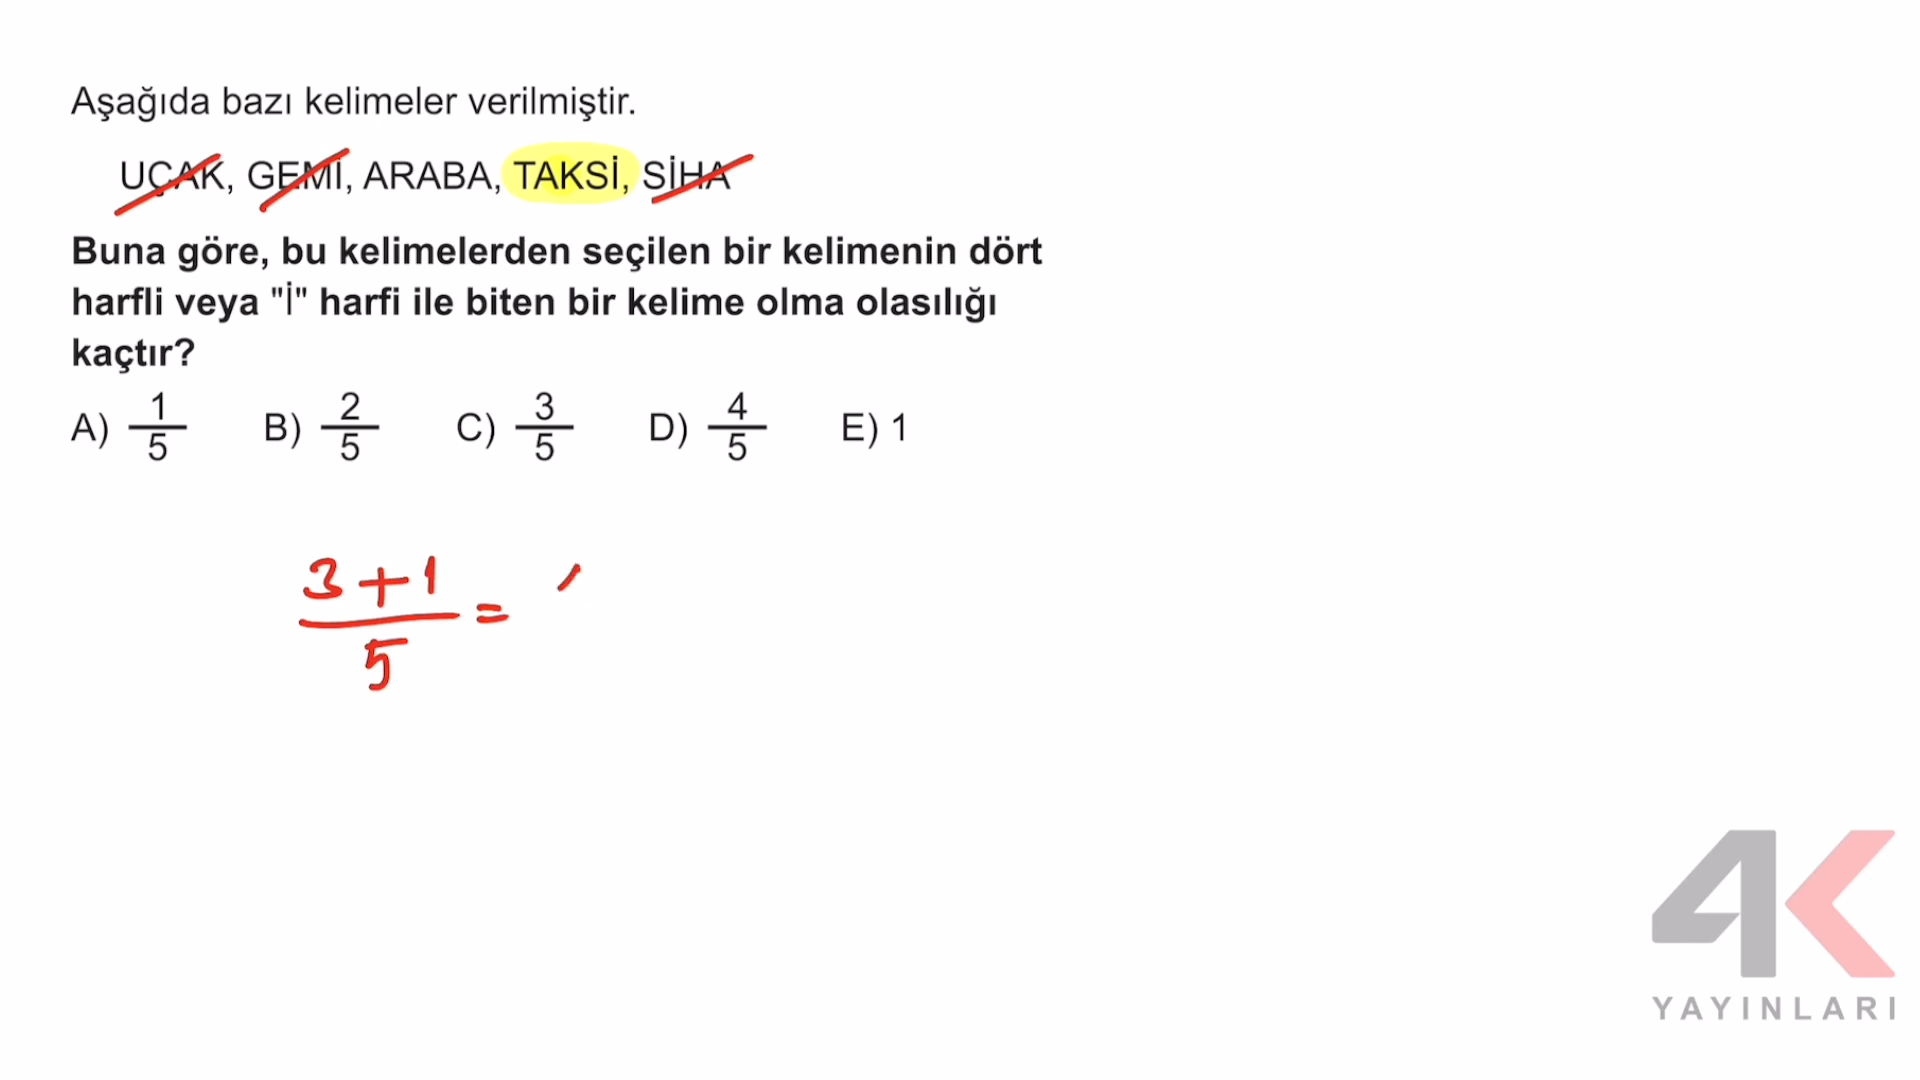 Aşağıda bazı kelimeler verilmiştir.
UÇAK, GEMİ, ARABA, TAKSİ, SİHA
Buna göre, bu kelimelerden seçilen bir kelimenin dört
harfli veya "İ" harfi ile biten bir kelime olma olasılığı
kaçtır?
A) 1/5 B) 2/5 C) 3/5 D) 4/5 E) 1
3+1
5
=
4K
YAYINLARI